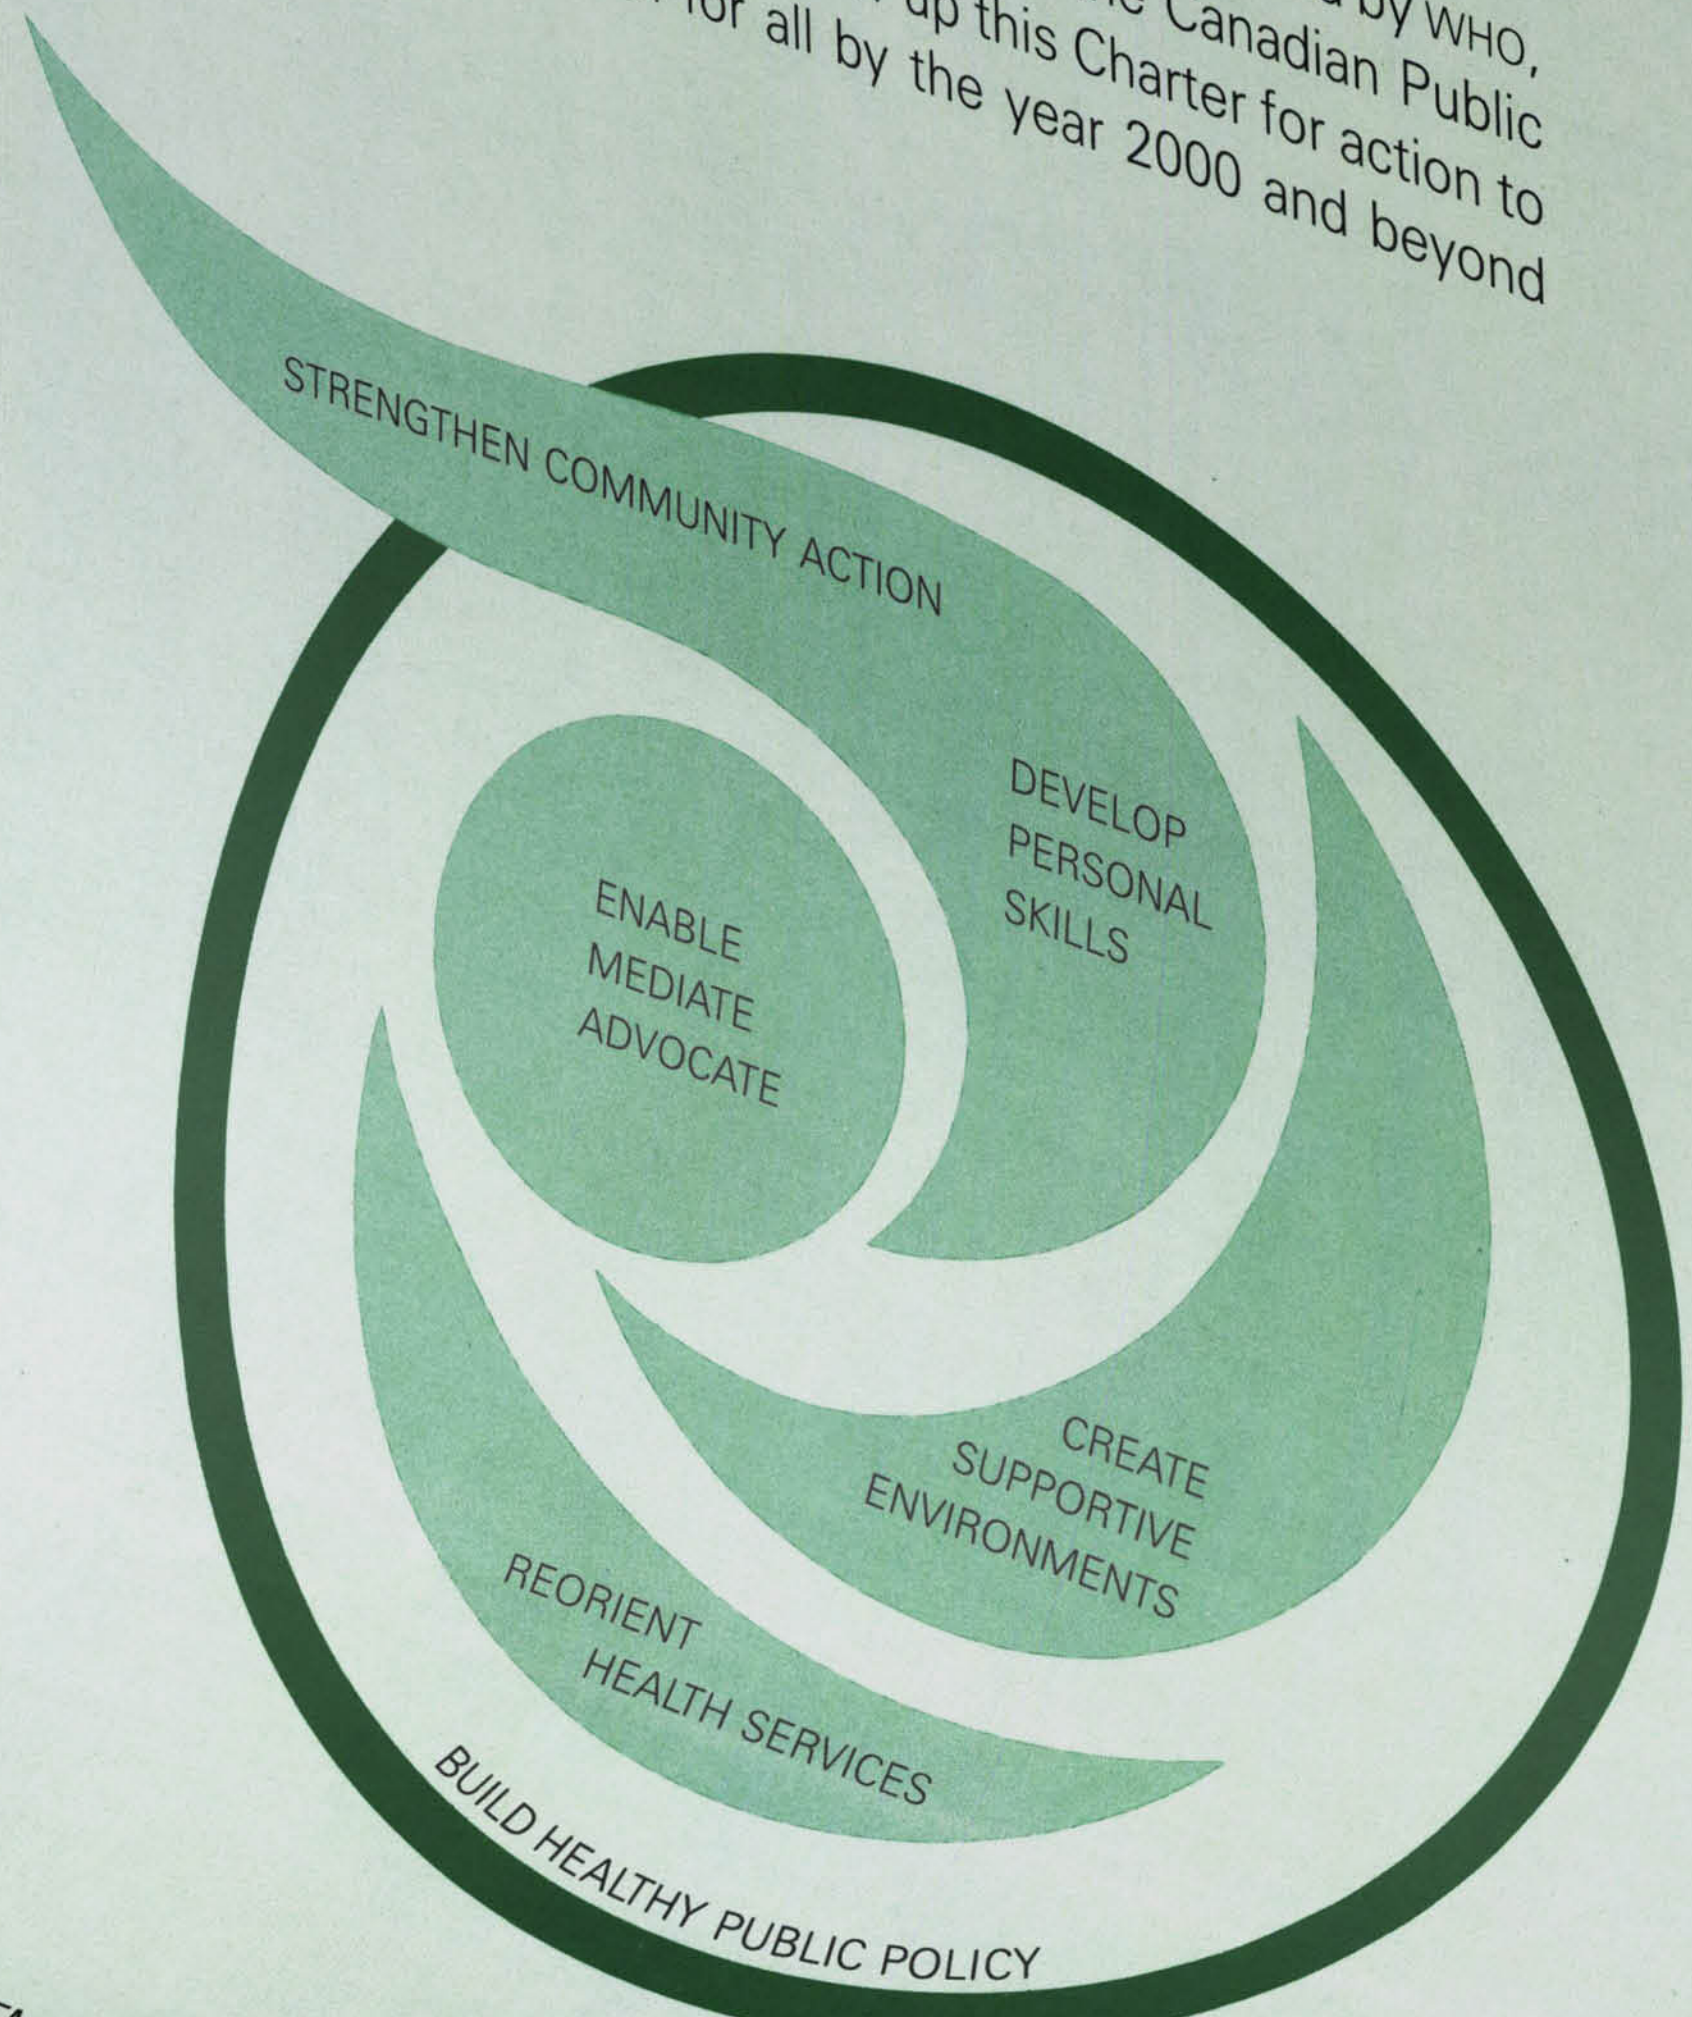 by WHO,
Canadian Public
up this Charter for action to
for all by the year 2000 and beyond
STRENGTHEN COMMUNITY ACTION
DEVELOP
PERSONAL
SKILLS
ENABLE
MEDIATE
ADVOCATE
CREATE
SUPPORTIVE
ENVIRONMENTS
REORIENT
HEALTH SERVICES
BUILD HEALTHY PUBLIC POLICY